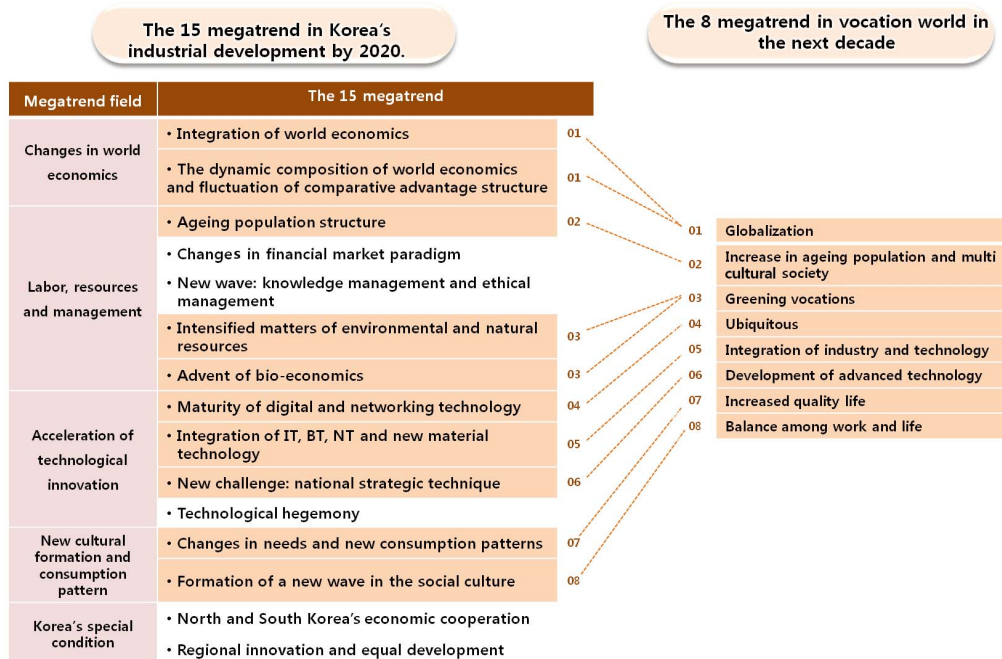 The 15 megatrend in Korea's
industrial development by 2020.
The 8 megatrend in vocation world in
the next decade
Megatrend field
The 15 megatrend
Changes in world
economics
• Integration of world economics
01
• The dynamic composition of world economics
and fluctuation of comparative advantage structure
01
Labor, resources
and management
• Ageing population structure
02
• Changes in financial market paradigm
• New wave: knowledge management and ethical
management
• Intensified matters of environmental and natural
resources
03
• Advent of bio-economics
03
Acceleration of
technological
innovation
• Maturity of digital and networking technology
04
• Integration of IT, BT, NT and new material
technology
05
• New challenge: national strategic technique
06
• Technological hegemony
New cultural
formation and
consumption
pattern
• Changes in needs and new consumption patterns
07
• Formation of a new wave in the social culture
08
Korea's special
condition
• North and South Korea's economic cooperation
• Regional innovation and equal development
01 Globalization
02 Increase in ageing population and multi
cultural society
03 Greening vocations
04 Ubiquitous
05 Integration of industry and technology
06 Development of advanced technology
07 Increased quality life
08 Balance among work and life